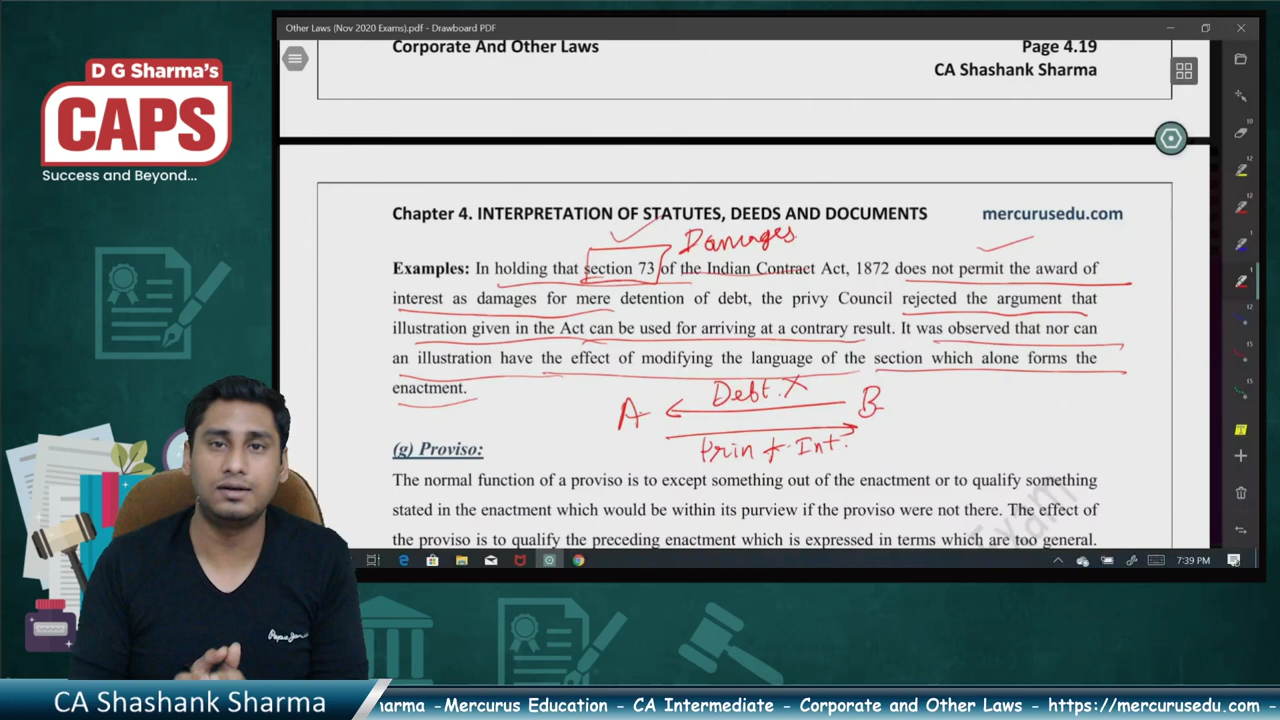 Other Laws (Nov 2020 Exams).pdf - Drawboard PDF
D G Sharma's
CAPS
Success and Beyond...
Corporate And Other Laws
Page 4.19
CA Shashank Sharma
Chapter 4. INTERPRETATION OF STATUTES, DEEDS AND DOCUMENTS
mercurusedu.com
Damages
Examples: In holding that section 73 of the Indian Contract Act, 1872 does not permit the award of
interest as damages for mere detention of debt, the privy Council rejected the argument that
illustration given in the Act can be used for arriving at a contrary result. It was observed that nor can
an illustration have the effect of modifying the language of the section which alone forms the
enactment.
Debt. X
A B
Prin + Int.
(g) Proviso:
The normal function of a proviso is to except something out of the enactment or to qualify something
stated in the enactment which would be within its purview if the proviso were not there. The effect of
the proviso is to qualify the preceding enactment which is expressed in terms which are too general.
7:39 PM
CA Shashank Sharma
harma -Mercurus Education - CA Intermediate - Corporate and Other Laws - https://mercurusedu.com -